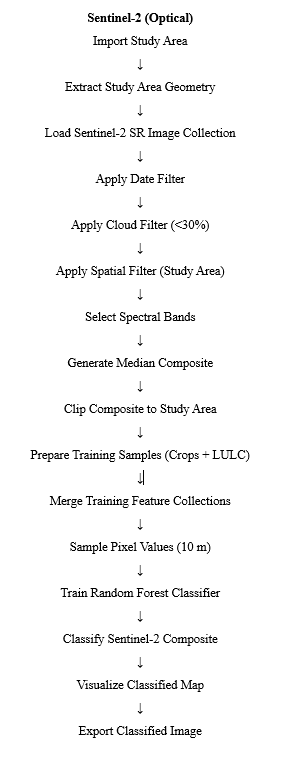 Sentinel-2 (Optical)
Import Study Area
↓
Extract Study Area Geometry
↓
Load Sentinel-2 SR Image Collection
↓
Apply Date Filter
↓
Apply Cloud Filter (<30%)
↓
Apply Spatial Filter (Study Area)
↓
Select Spectral Bands
↓
Generate Median Composite
↓
Clip Composite to Study Area
↓
Prepare Training Samples (Crops + LULC)
↓
Merge Training Feature Collections
↓
Sample Pixel Values (10 m)
↓
Train Random Forest Classifier
↓
Classify Sentinel-2 Composite
↓
Visualize Classified Map
↓
Export Classified Image